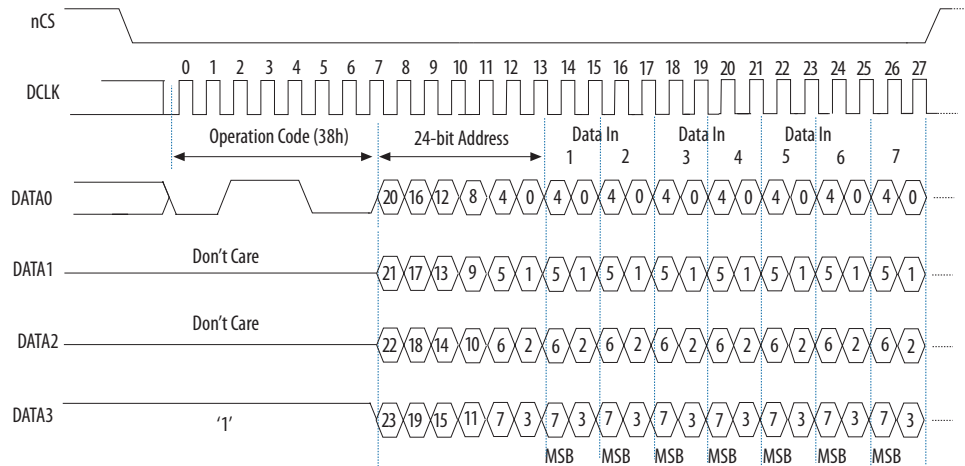 nCS
0 1 2 3 4 5 6 7 8 9 10 11 12 13 14 15 16 17 18 19 20 21 22 23 24 25 26 27
DCLK
Operation Code (38h) 24-bit Address Data In Data In Data In
1 2 3 4 5 6 7
DATA0 20 16 12 8 4 0 4 0 4 0 4 0 4 0 4 0 4 0 4 0
DATA1 Don't Care 21 17 13 9 5 1 5 1 5 1 5 1 5 1 5 1 5 1 5 1
DATA2 Don't Care 22 18 14 10 6 2 6 2 6 2 6 2 6 2 6 2 6 2 6 2
DATA3 '1' 23 19 15 11 7 3 7 3 7 3 7 3 7 3 7 3 7 3 7 3
MSB MSB MSB MSB MSB MSB MSB